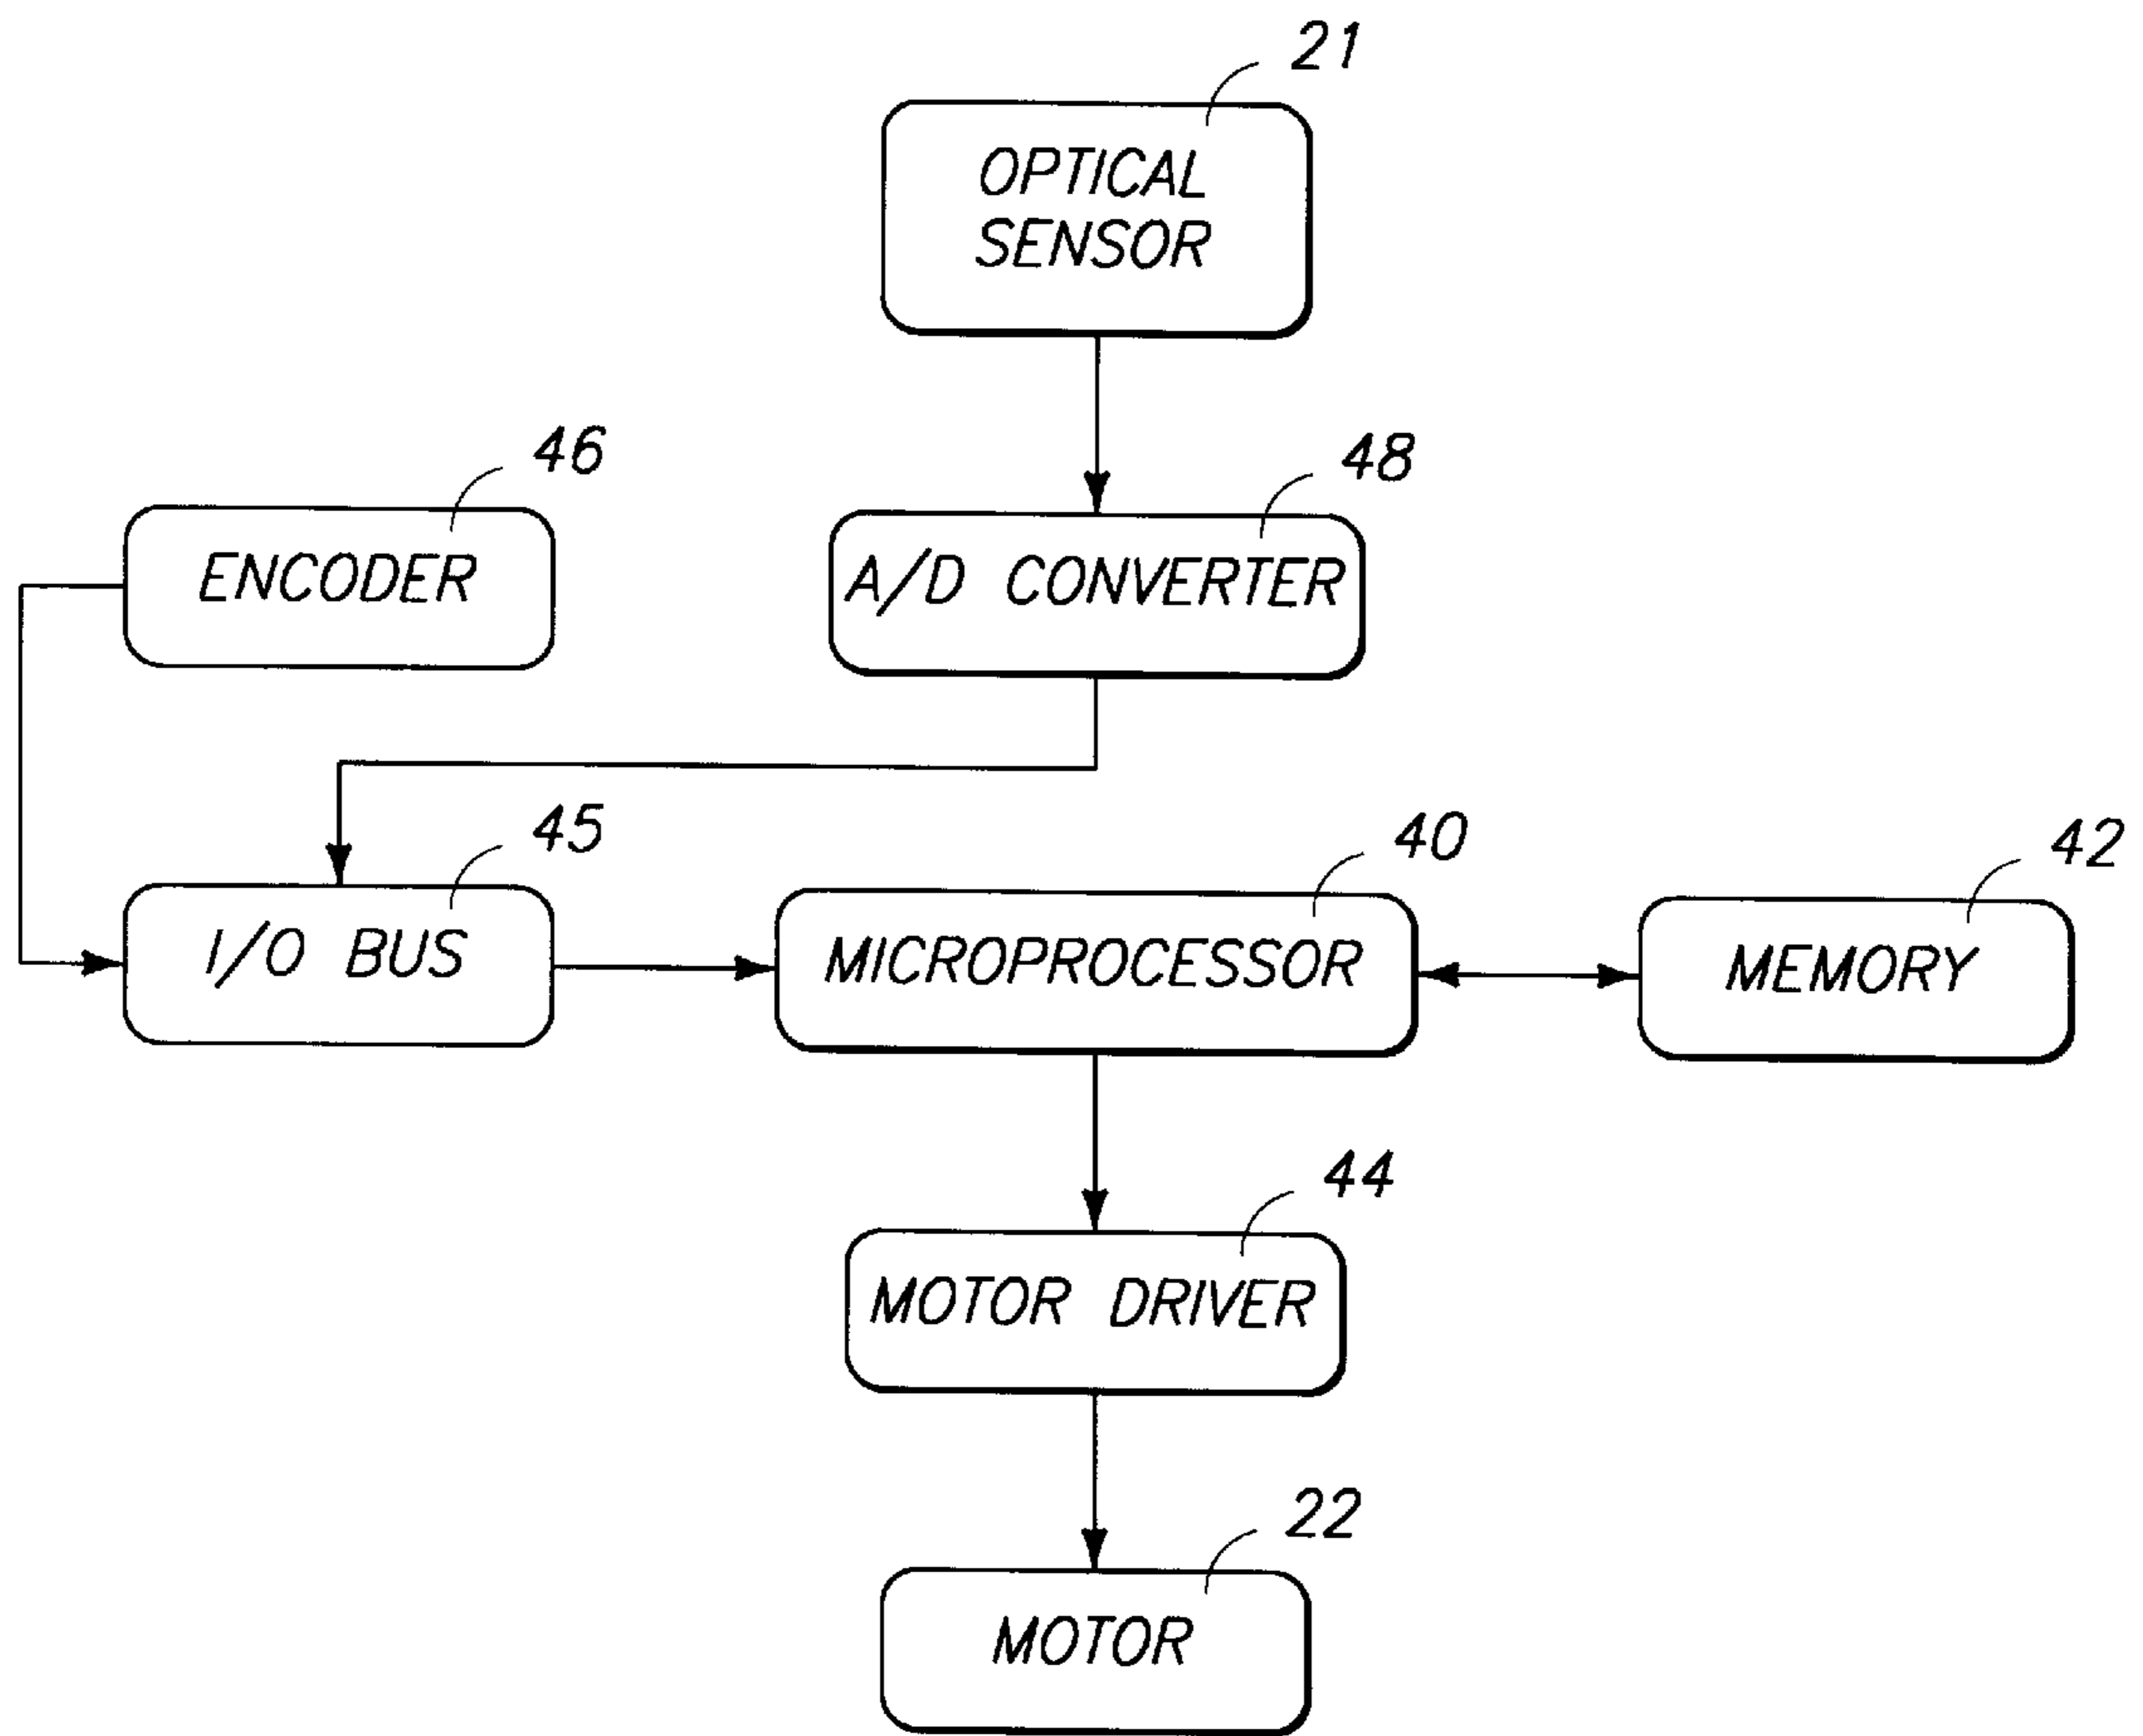 21
OPTICAL
SENSOR
46
48
ENCODER
A/D CONVERTER
45
40
42
I/O BUS
MICROPROCESSOR
MEMORY
44
MOTOR DRIVER
22
MOTOR